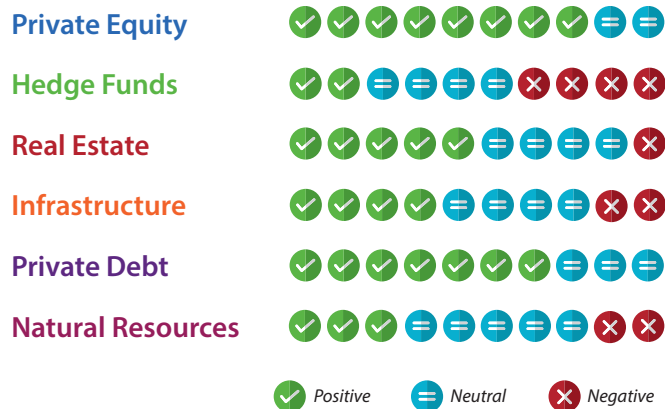 Private Equity
Hedge Funds
Real Estate
Infrastructure
Private Debt
Natural Resources
Positive Neutral Negative